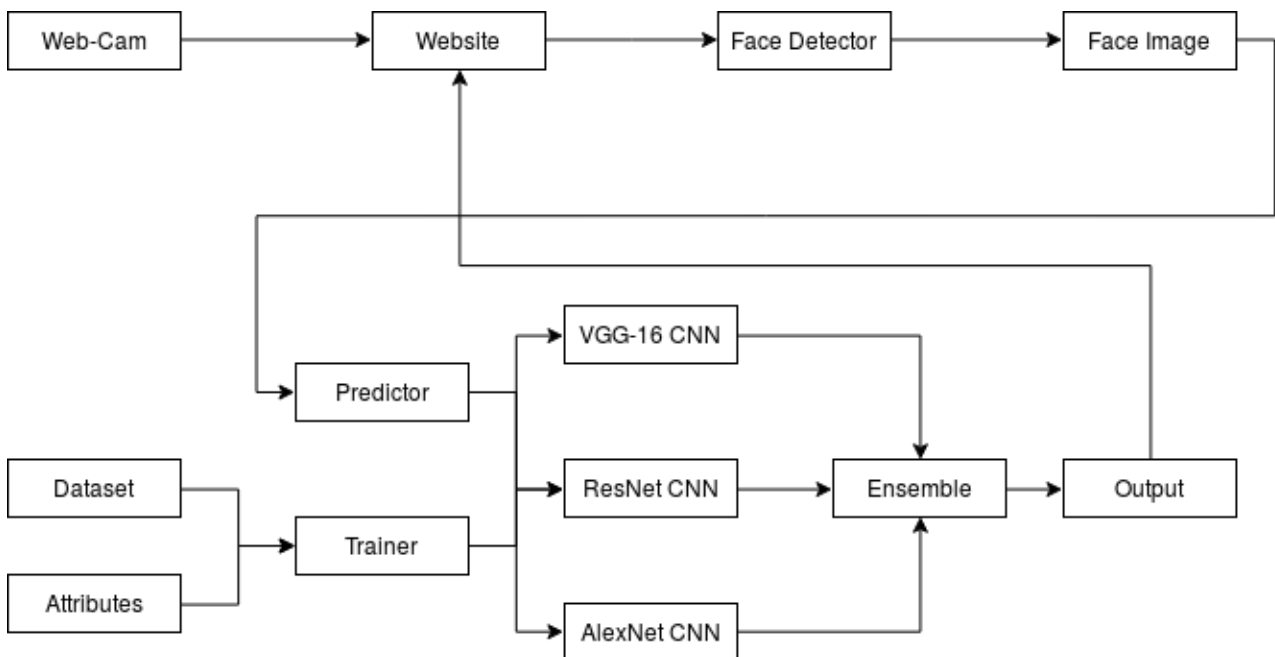 Web-Cam
Website
Face Detector
Face Image
VGG-16 CNN
Predictor
Dataset
ResNet CNN
Ensemble
Output
Trainer
Attributes
AlexNet CNN